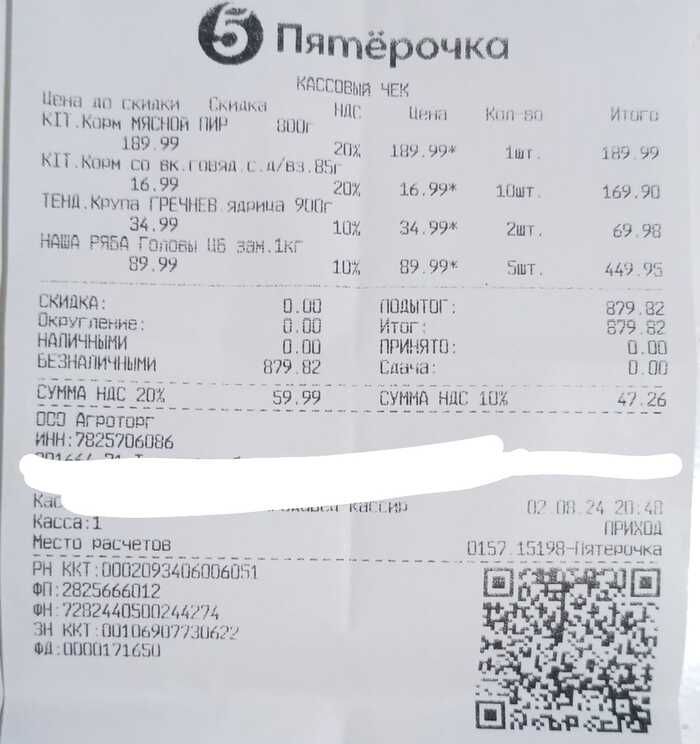 5 Пятёрочка
КАССОВЫЙ ЧЕК
Цена до скидки Скидка НДС Цена Кол-во Итого
KIT.Корм МЯСНОЙ ПИР 800г
189.99 20% 189.99* 1шт. 189.99
KIT.Корм со вк.говяд.с.д/вз.85г
16.99 20% 16.99* 10шт. 169.90
ТЕНД.Крупа ГРЕЧНЕВ.ядрица 900г
34.99 10% 34.99* 2шт. 69.98
НАША РЯБА Головы ЦБ зам.1кг
89.99 10% 89.99* 5шт. 449.95
СКИДКА: 0.00 ПОДЫТОГ: 879.82
Округление: 0.00 Итог: 879.82
НАЛИЧНЫМИ 0.00 ПРИНЯТО: 0.00
БЕЗНАЛИЧНЫМИ 879.82 Сдача: 0.00
СУММА НДС 20% 59.99 СУММА НДС 10% 47.26
ООО Агроторг
ИНН:7825706086
кассир 02.08.24 20:48
Касса:1 ПРИХОД
Место расчетов 0157.15198-Пятерочка
РН ККТ:0002093406006051
ФП:2825666012
ФН:7282440500244274
ЗН ККТ:00106907730622
ФД:0000171650